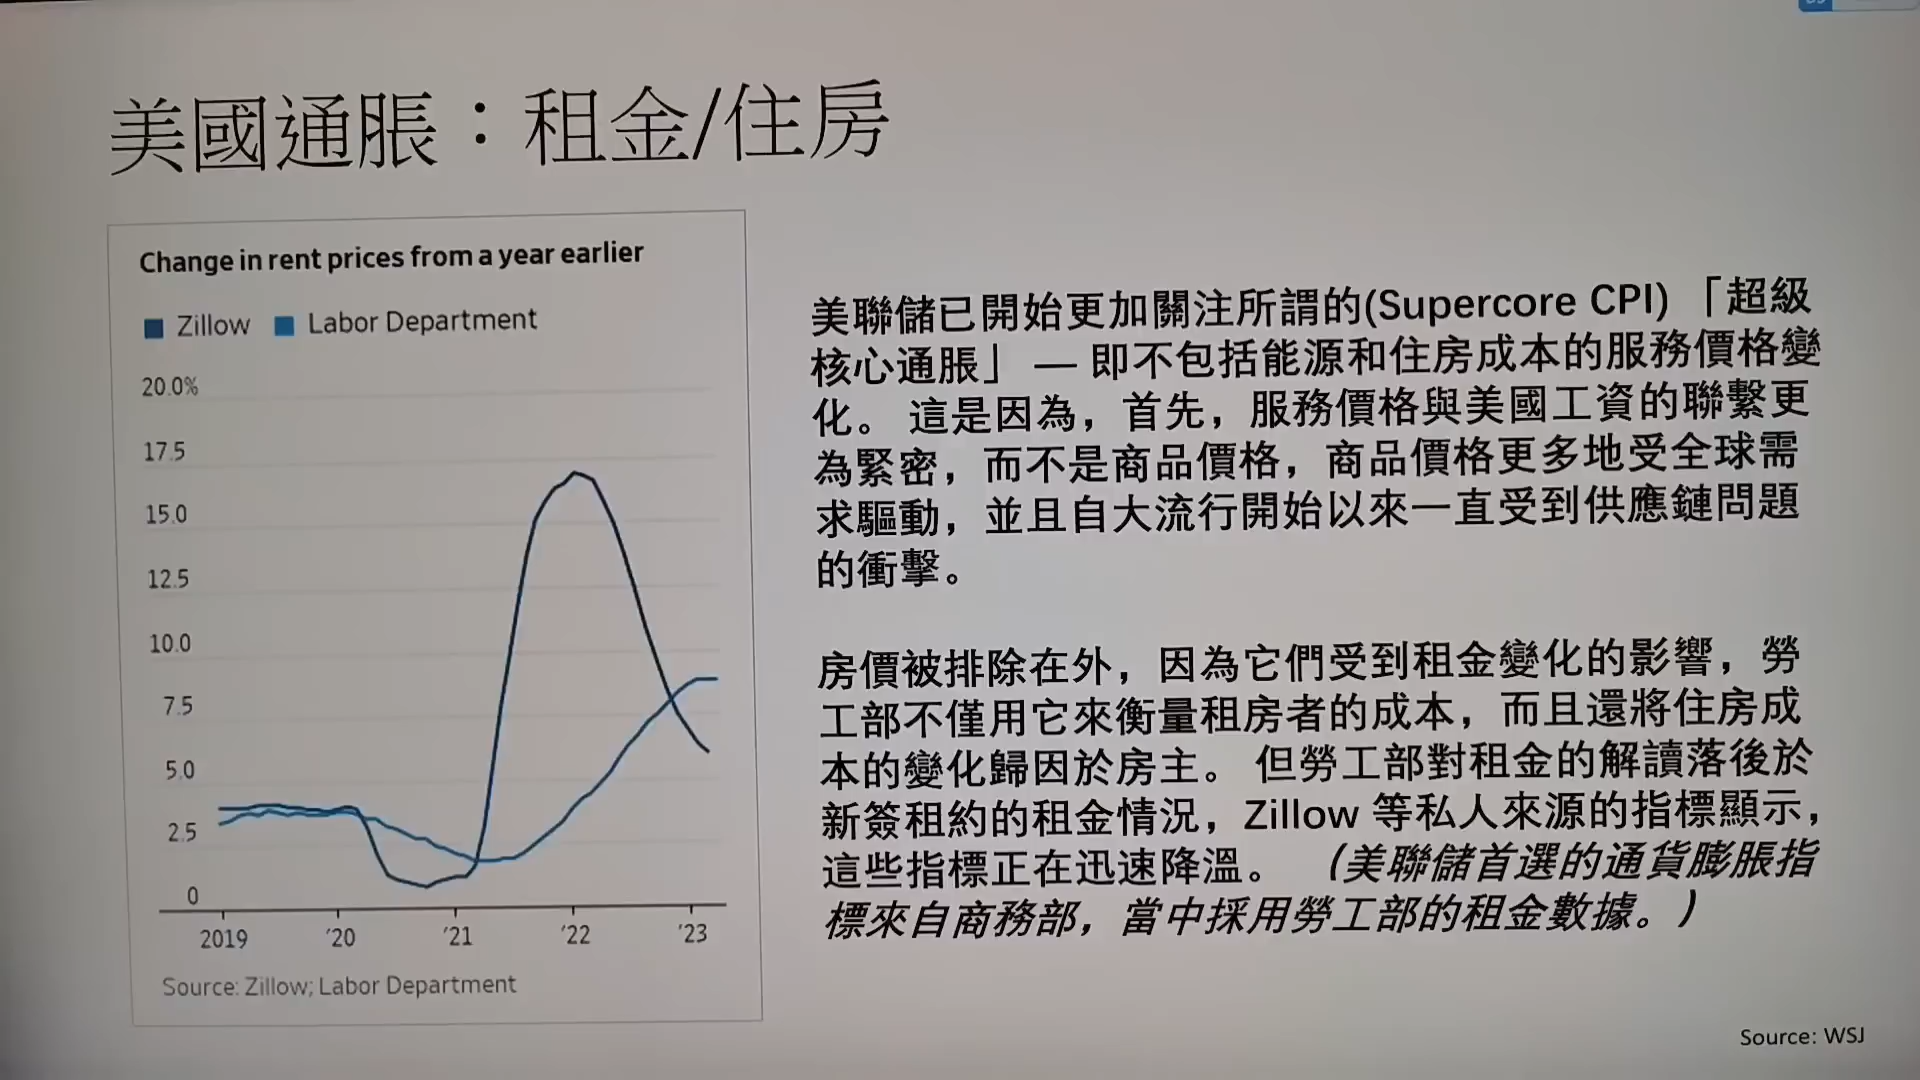 美國通脹：租金/住房
Change in rent prices from a year earlier
Zillow
Labor Department
20.0%
17.5
15.0
12.5
10.0
7.5
5.0
2.5
0
2019
'20
'21
'22
'23
Source: Zillow; Labor Department
美聯儲已開始更加關注所謂的(Supercore CPI) 「超級
核心通脹」 — 即不包括能源和住房成本的服務價格變
化。 這是因為，首先，服務價格與美國工資的聯繫更
為緊密，而不是商品價格，商品價格更多地受全球需
求驅動，並且自大流行開始以來一直受到供應鏈問題
的衝擊。
房價被排除在外，因為它們受到租金變化的影響，勞
工部不僅用它來衡量租房者的成本，而且還將住房成
本的變化歸因於房主。 但勞工部對租金的解讀落後於
新簽租約的租金情況，Zillow 等私人來源的指標顯示，
這些指標正在迅速降溫。 （美聯儲首選的通貨膨脹指
標來自商務部，當中採用勞工部的租金數據。）
Source: WSJ